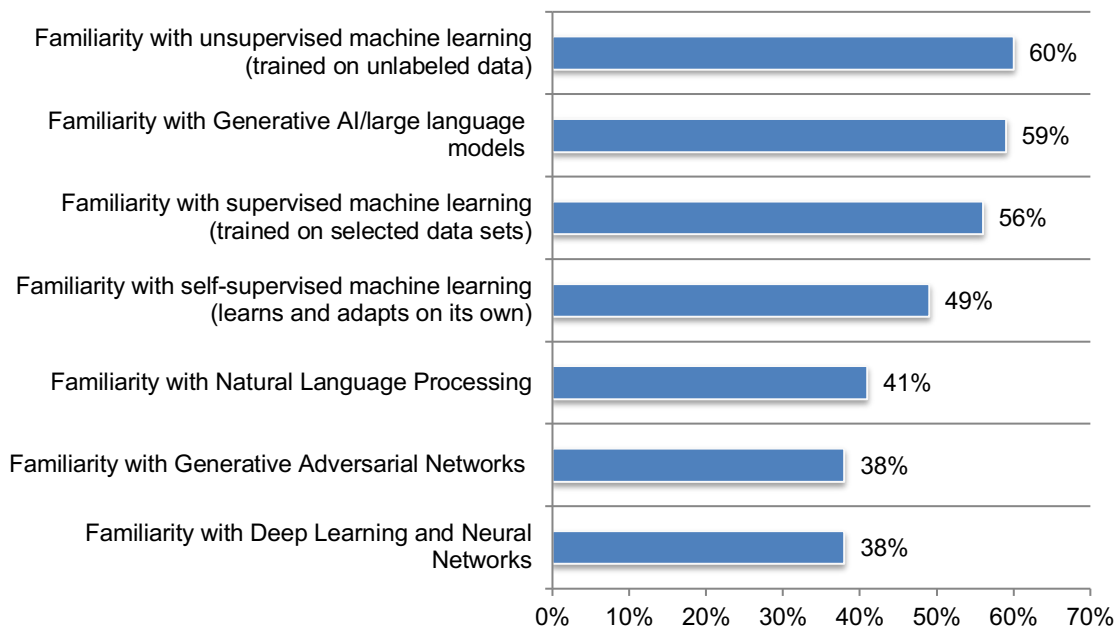 Familiarity with unsupervised machine learning
(trained on unlabeled data)
60%
Familiarity with Generative AI/large language
models
59%
Familiarity with supervised machine learning
(trained on selected data sets)
56%
Familiarity with self-supervised machine learning
(learns and adapts on its own)
49%
Familiarity with Natural Language Processing
41%
Familiarity with Generative Adversarial Networks
38%
Familiarity with Deep Learning and Neural
Networks
38%
0% 10% 20% 30% 40% 50% 60% 70%